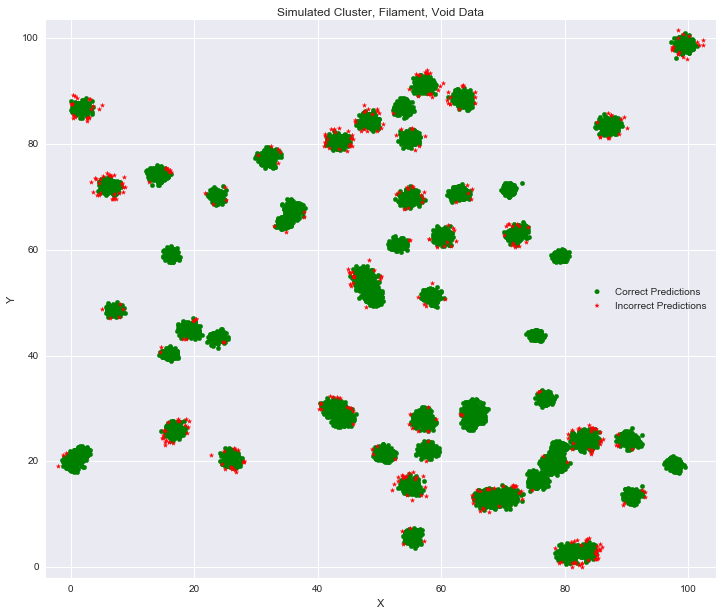 Simulated Cluster, Filament, Void Data
100
80
60
40
20
0
Y
Correct Predictions
Incorrect Predictions
0 20 40 60 80 100
X